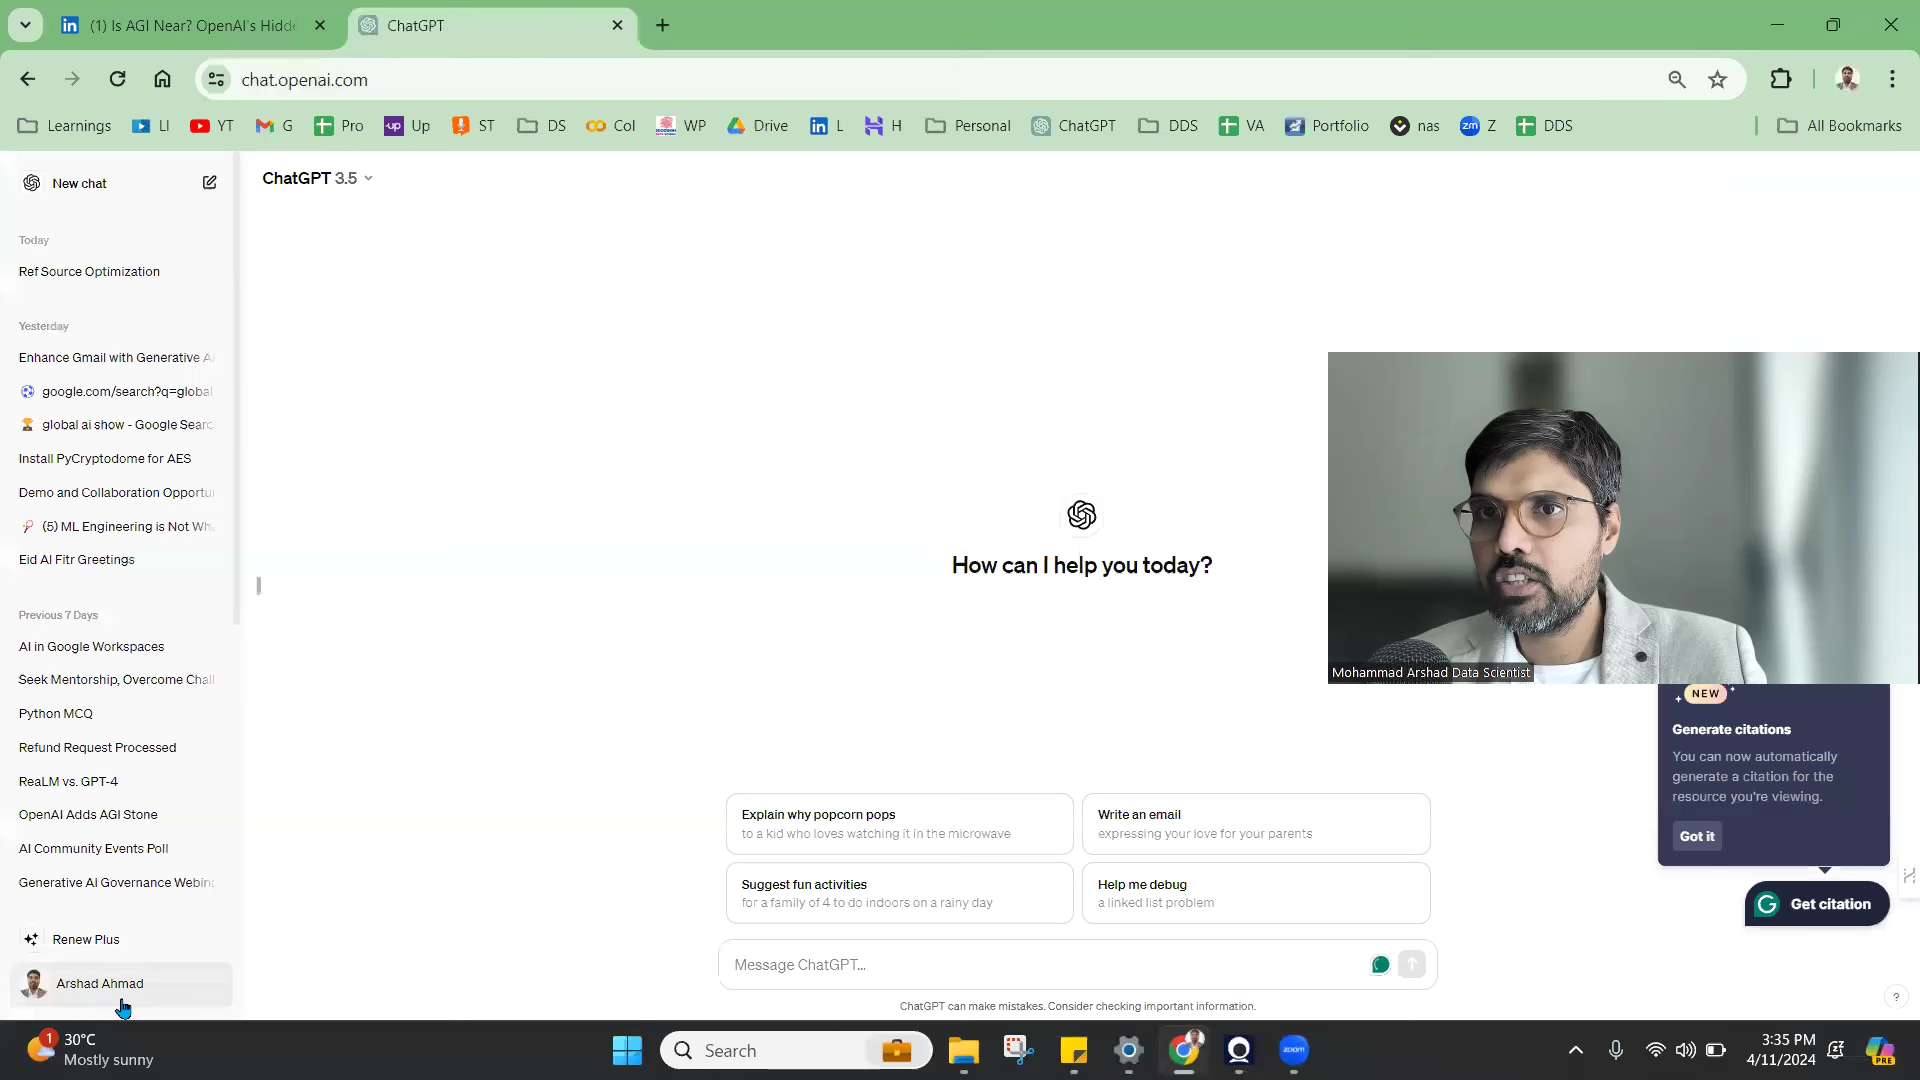 (1) Is AGI Near? OpenAI's Hidde
ChatGPT
chat.openai.com
Learnings
LI
YT
G
Pro
Up
ST
DS
Col
WP
Drive
L
H
Personal
ChatGPT
DDS
VA
Portfolio
nas
Z
DDS
All Bookmarks
New chat
ChatGPT 3.5
Today
Ref Source Optimization
Yesterday
Enhance Gmail with Generative AI
google.com/search?q=global
global ai show - Google Searc
Install PyCryptodome for AES
Demo and Collaboration Opportu
(5) ML Engineering is Not Wh
Eid Al Fitr Greetings
Previous 7 Days
AI in Google Workspaces
Seek Mentorship, Overcome Chall
Python MCQ
Refund Request Processed
ReaLM vs. GPT-4
OpenAI Adds AGI Stone
AI Community Events Poll
Generative AI Governance Webin
Renew Plus
Arshad Ahmad
How can I help you today?
Mohammad Arshad Data Scientist
NEW
Generate citations
You can now automatically
generate a citation for the
resource you're viewing.
Got it
Get citation
Explain why popcorn pops
to a kid who loves watching it in the microwave
Write an email
expressing your love for your parents
Suggest fun activities
for a family of 4 to do indoors on a rainy day
Help me debug
a linked list problem
Message ChatGPT...
ChatGPT can make mistakes. Consider checking important information.
?
1
30°C
Mostly sunny
Search
zoom
3:35 PM
4/11/2024
PRE